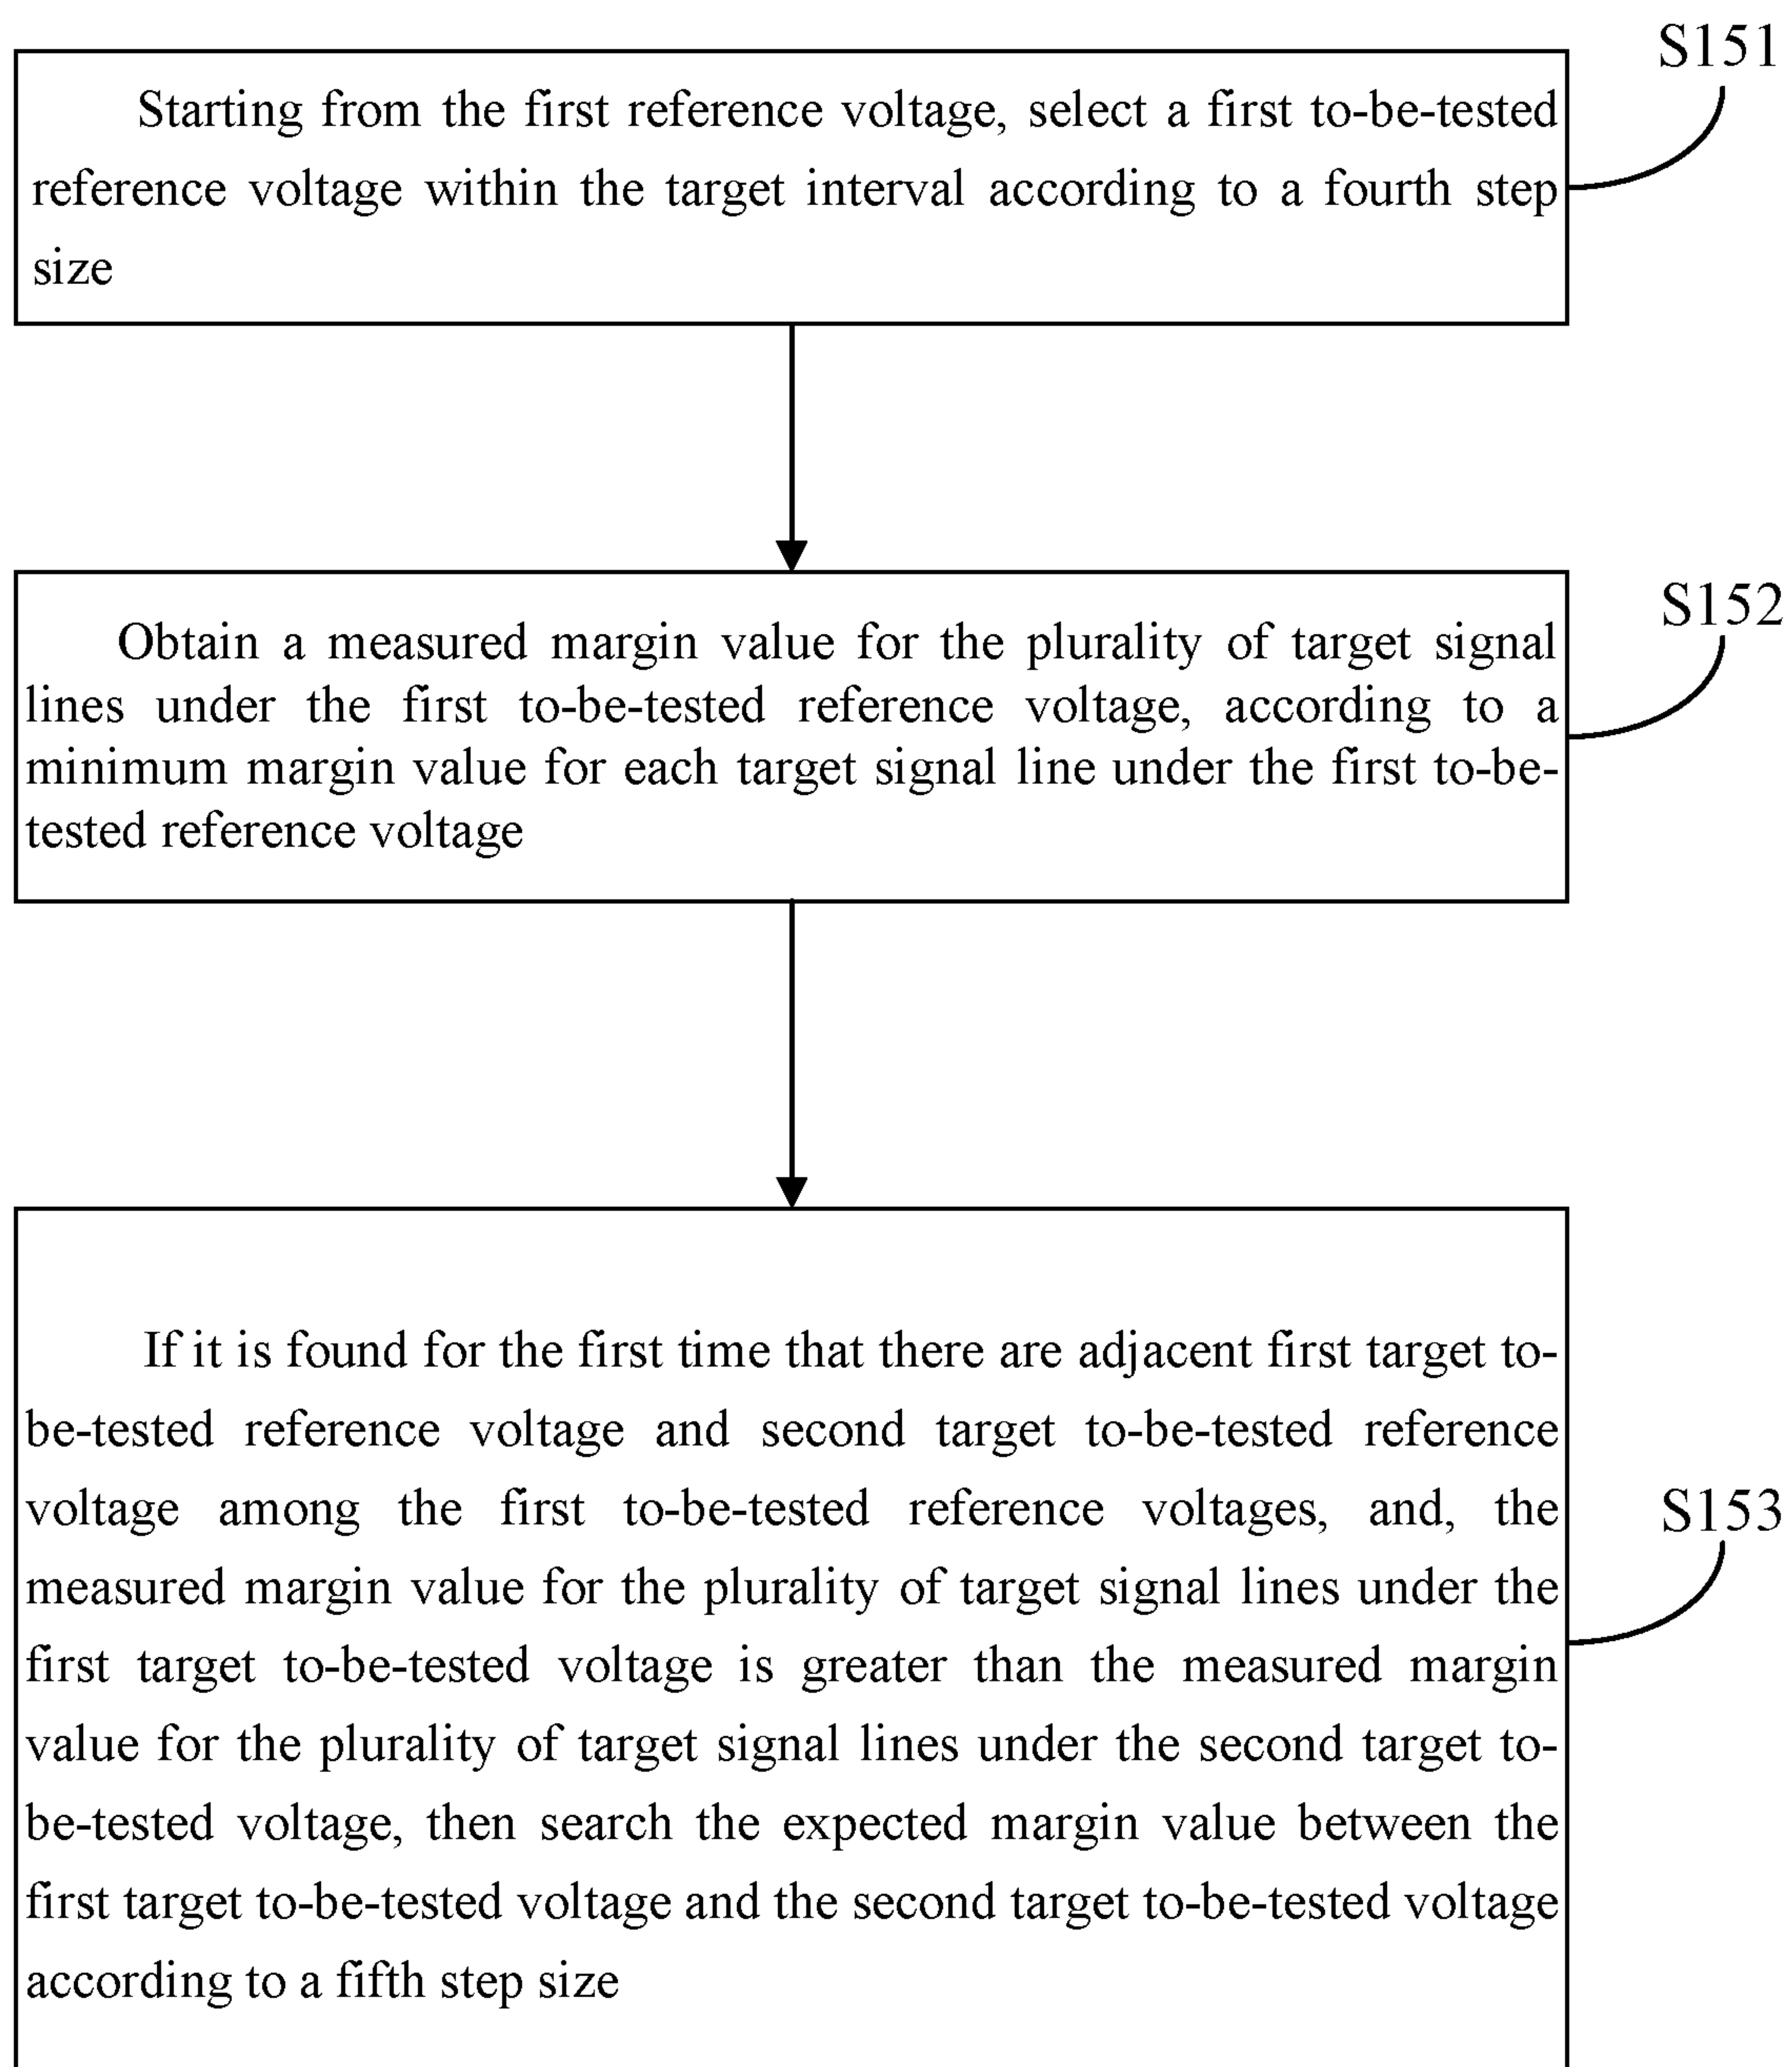 S151
Starting from the first reference voltage, select a first to-be-tested
reference voltage within the target interval according to a fourth step
size
S152
Obtain a measured margin value for the plurality of target signal
lines under the first to-be-tested reference voltage, according to a
minimum margin value for each target signal line under the first to-be-
tested reference voltage
If it is found for the first time that there are adjacent first target to-
be-tested reference voltage and second target to-be-tested reference
voltage among the first to-be-tested reference voltages, and, the
S153
measured margin value for the plurality of target signal lines under the
first target to-be-tested voltage is greater than the measured margin
value for the plurality of target signal lines under the second target to-
be-tested voltage, then search the expected margin value between the
first target to-be-tested voltage and the second target to-be-tested voltage
according to a fifth step size